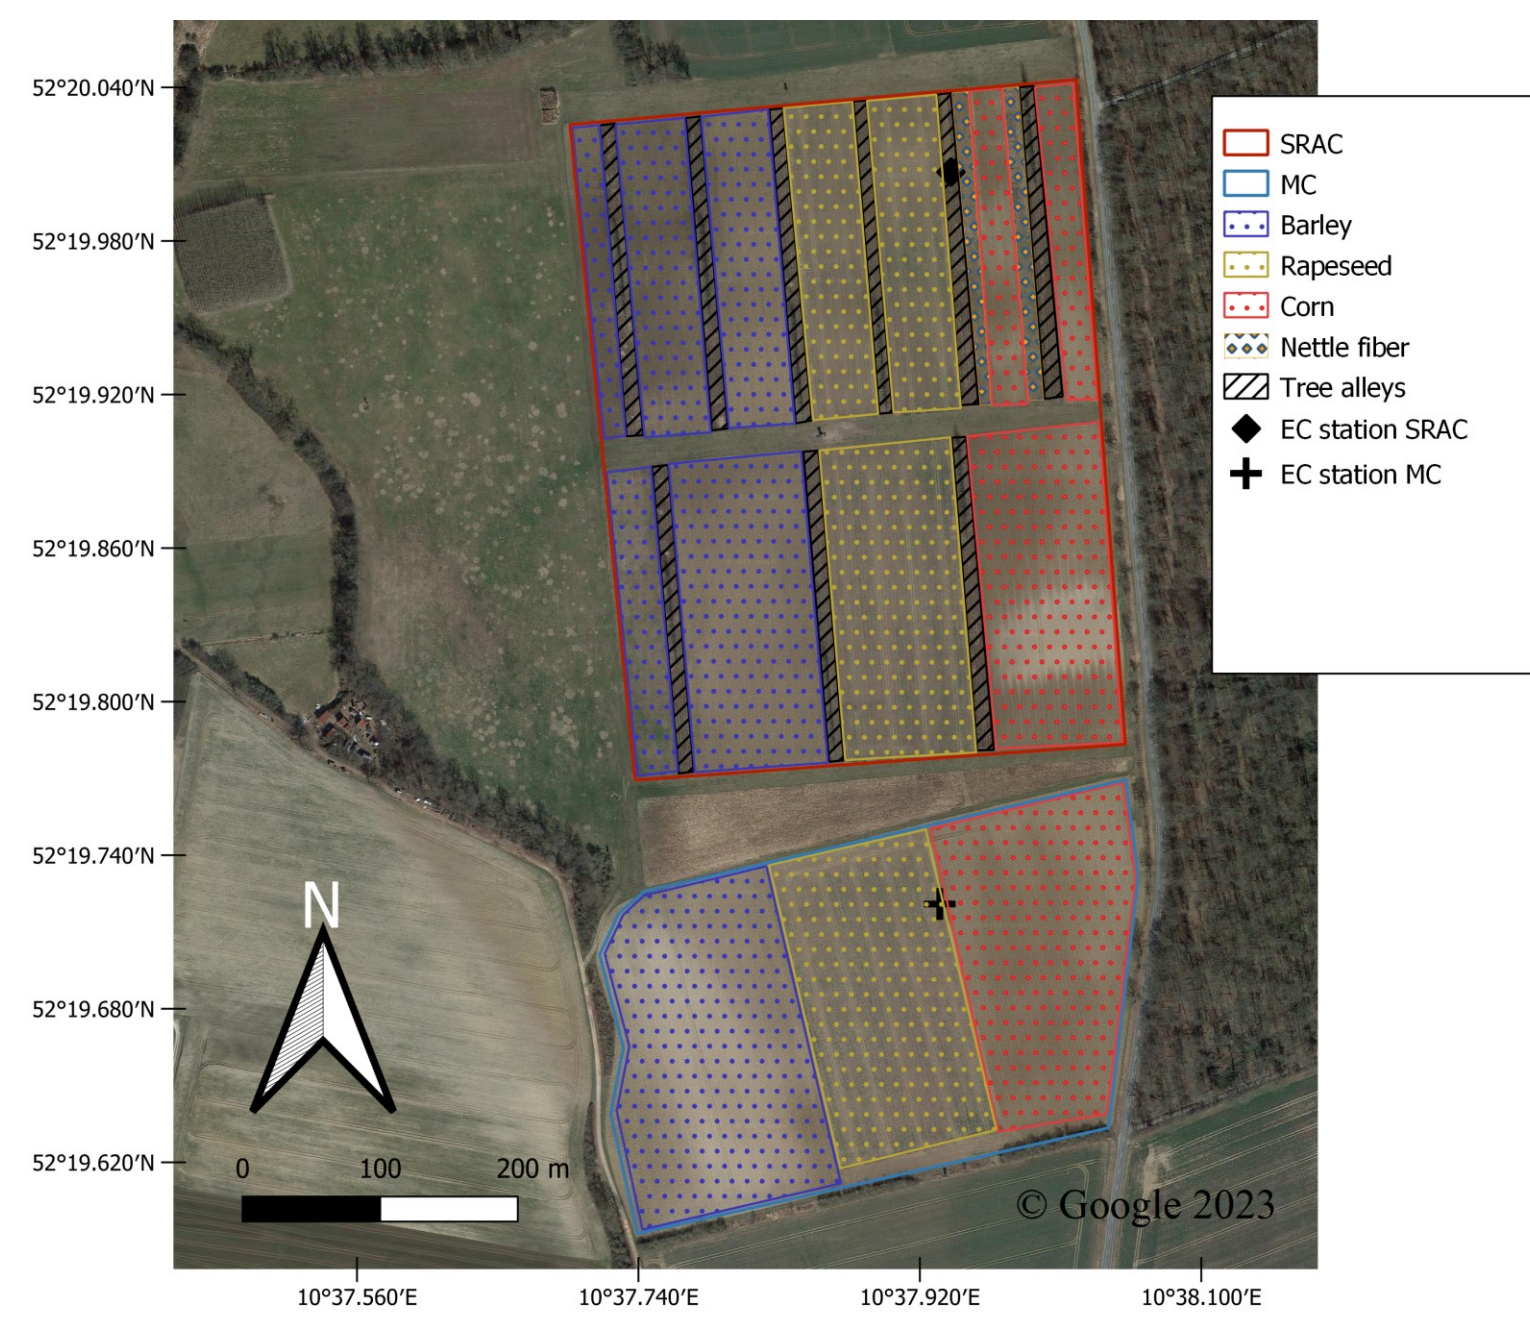 52°20.040′N
52°19.980′N
52°19.920′N
52°19.860′N
52°19.800′N
52°19.740′N
52°19.680′N
52°19.620′N
SRAC
MC
Barley
Rapeseed
Corn
Nettle fiber
Tree alleys
EC station SRAC
EC station MC
N
0 100 200 m
© Google 2023
10°37.560′E 10°37.740′E 10°37.920′E 10°38.100′E